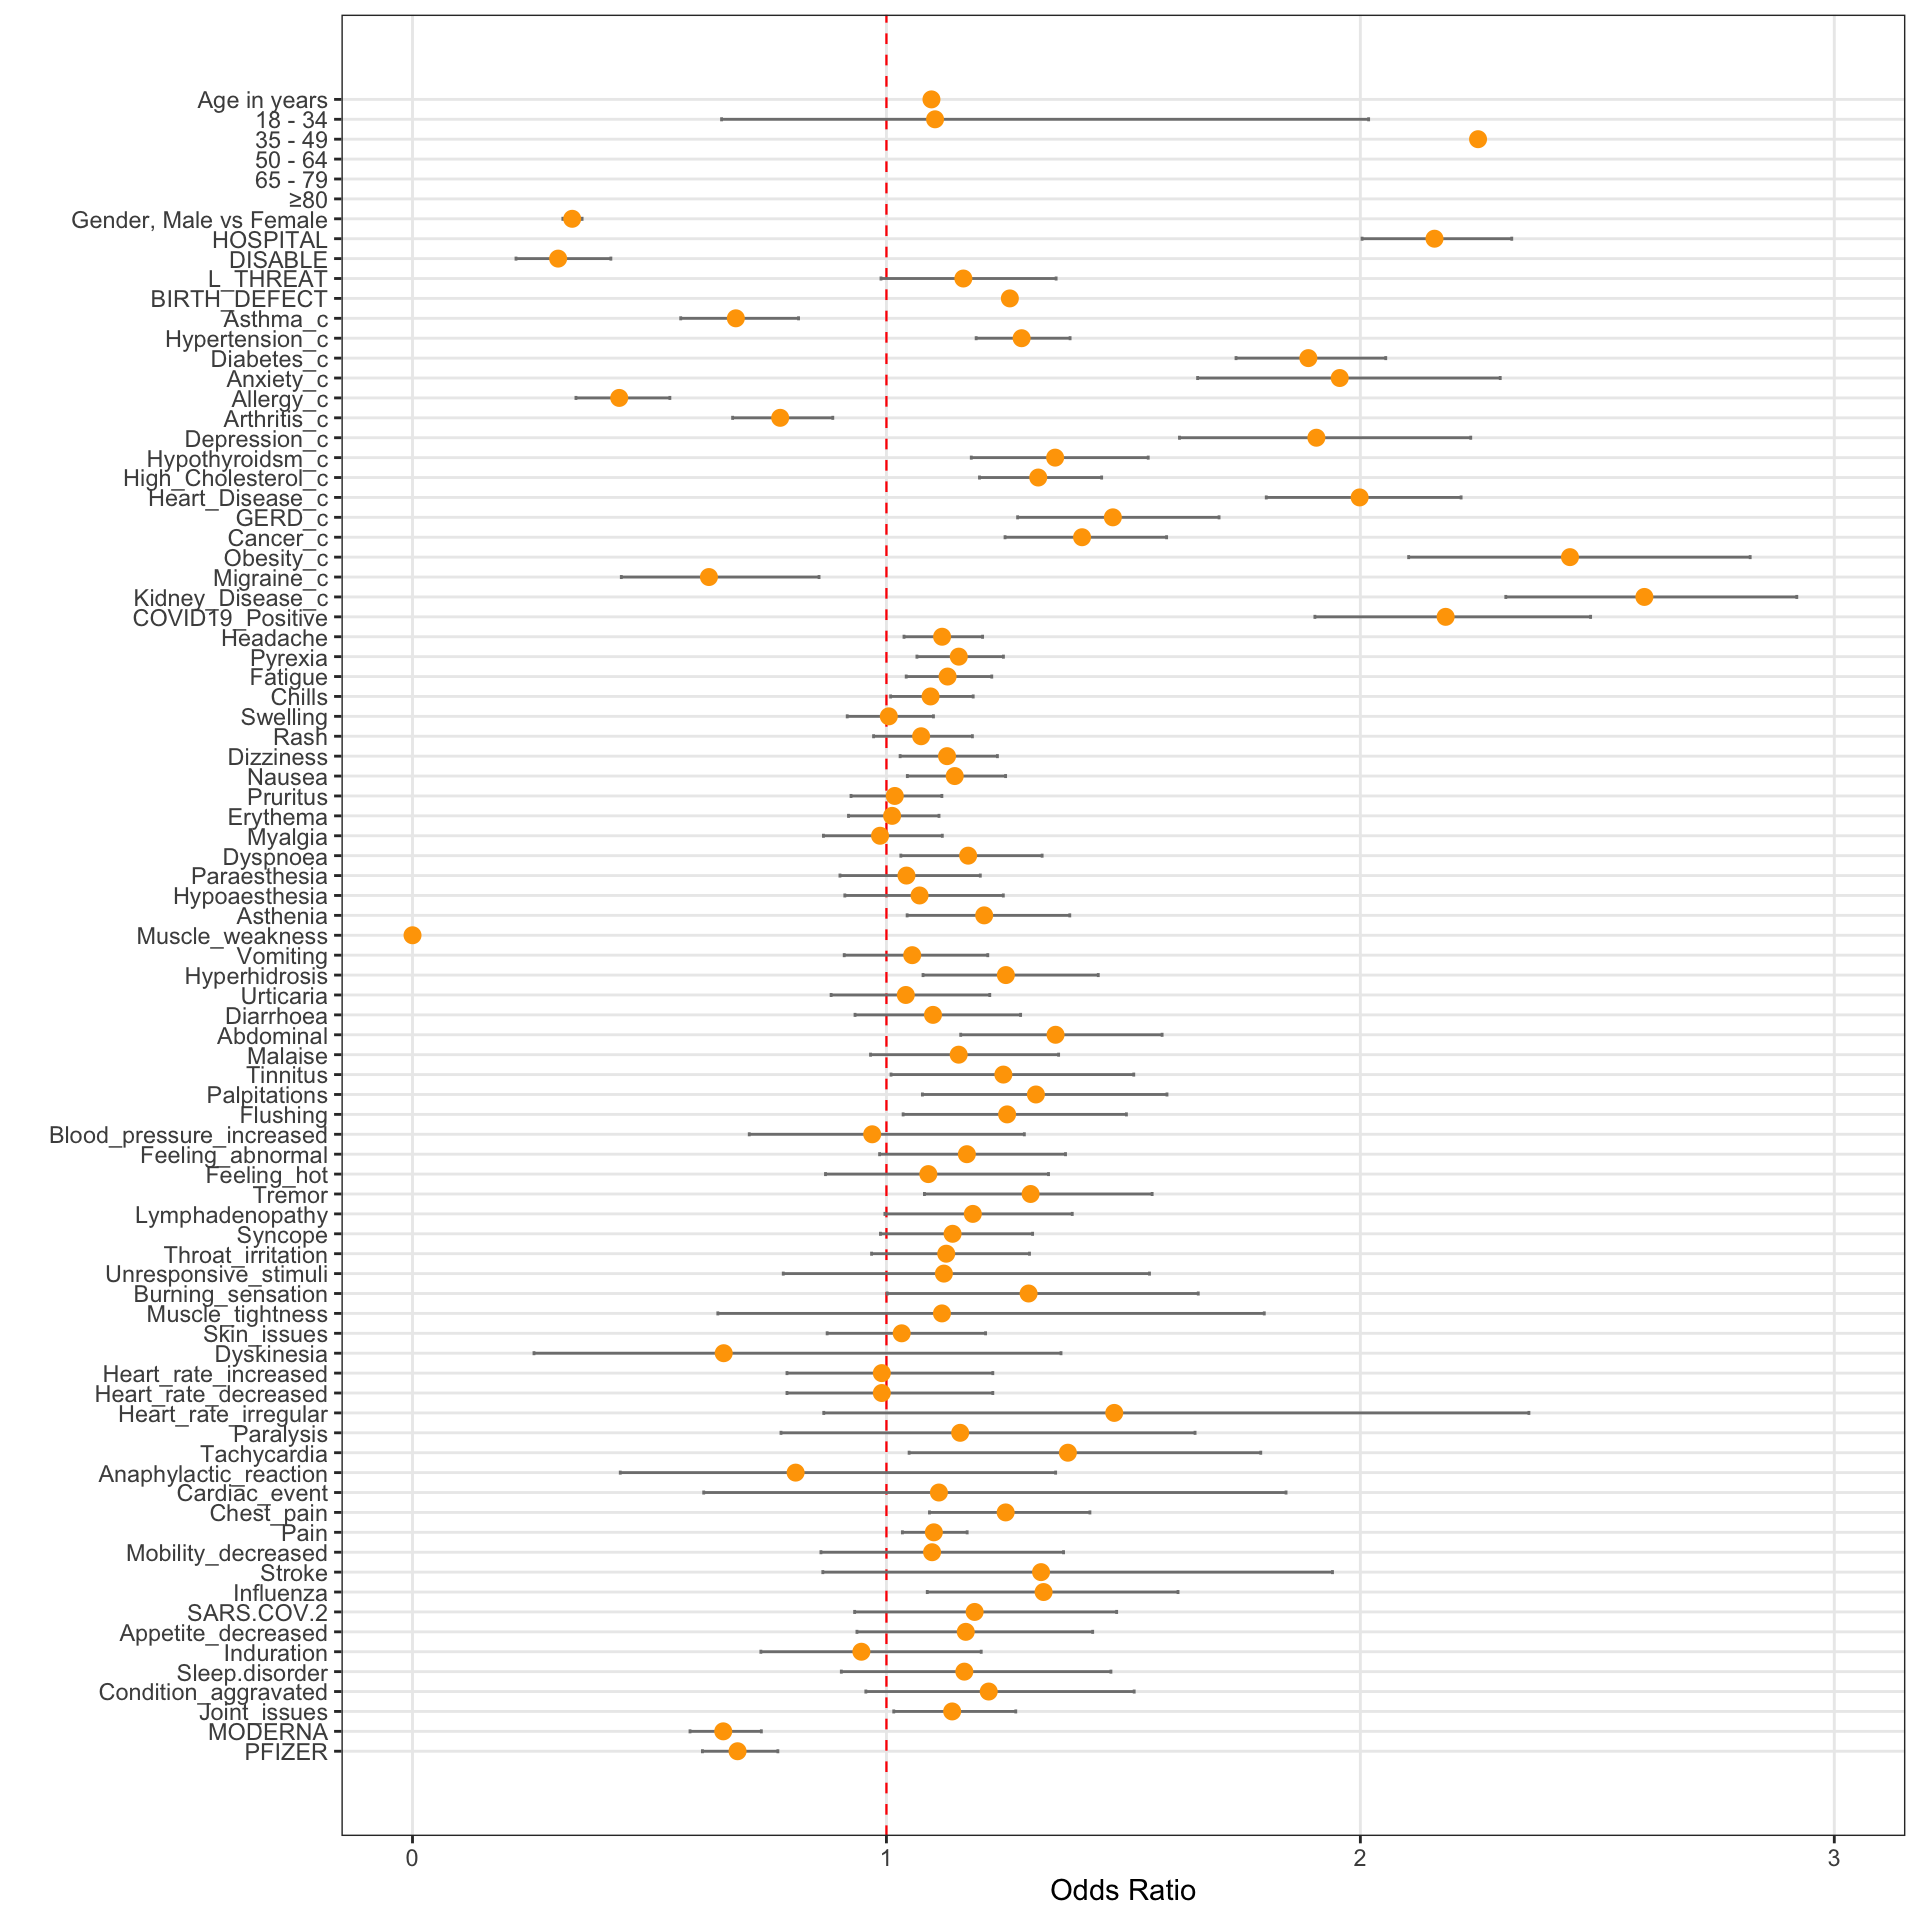 Age in years
18 - 34
35 - 49
50 - 64
65 - 79
≥80
Gender, Male vs Female
HOSPITAL
DISABLE
L_THREAT
BIRTH_DEFECT
Asthma_c
Hypertension_c
Diabetes_c
Anxiety_c
Allergy_c
Arthritis_c
Depression_c
Hypothyroidsm_c
High_Cholesterol_c
Heart_Disease_c
GERD_c
Cancer_c
Obesity_c
Migraine_c
Kidney_Disease_c
COVID19_Positive
Headache
Pyrexia
Fatigue
Chills
Swelling
Rash
Dizziness
Nausea
Pruritus
Erythema
Myalgia
Dyspnoea
Paraesthesia
Hypoaesthesia
Asthenia
Muscle_weakness
Vomiting
Hyperhidrosis
Urticaria
Diarrhoea
Abdominal
Malaise
Tinnitus
Palpitations
Flushing
Blood_pressure_increased
Feeling_abnormal
Feeling_hot
Tremor
Lymphadenopathy
Syncope
Throat_irritation
Unresponsive_stimuli
Burning_sensation
Muscle_tightness
Skin_issues
Dyskinesia
Heart_rate_increased
Heart_rate_decreased
Heart_rate_irregular
Paralysis
Tachycardia
Anaphylactic_reaction
Cardiac_event
Chest_pain
Pain
Mobility_decreased
Stroke
Influenza
SARS.COV.2
Appetite_decreased
Induration
Sleep.disorder
Condition_aggravated
Joint_issues
MODERNA
PFIZER
0 1 2 3
Odds Ratio